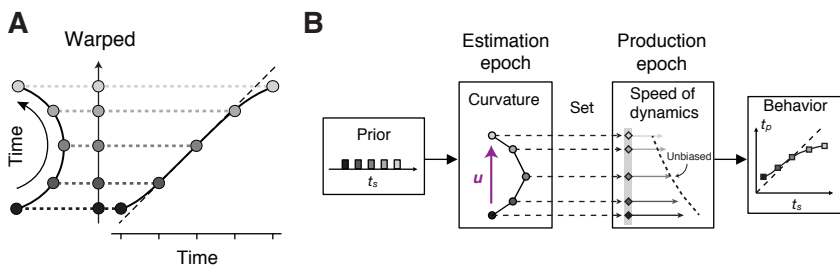 A
Warped
Time
Time
B
Estimation
epoch
Production
epoch
Prior
t_s
Curvature
u
Set
Speed of
dynamics
Unbiased
Behavior
t_p
t_s